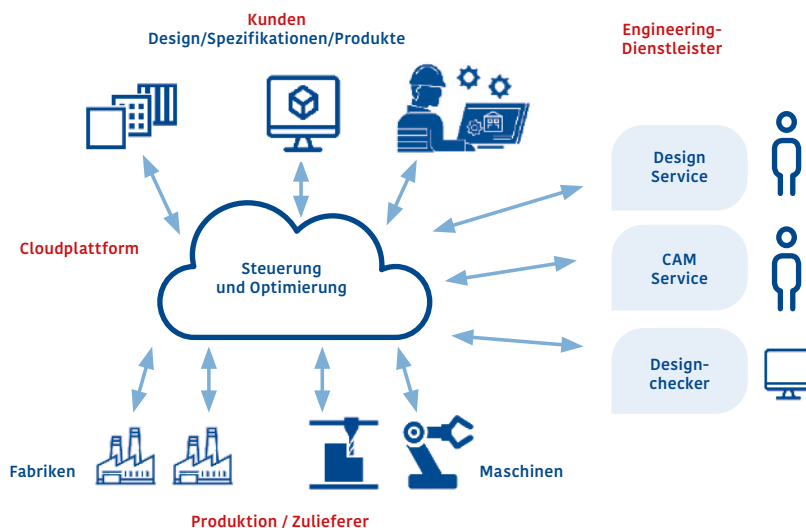 Kunden
Design/Spezifikationen/Produkte
Engineering-
Dienstleister
Design
Service
Cloudplattform
Steuerung
und Optimierung
CAM
Service
Design-
checker
Fabriken
Maschinen
Produktion / Zulieferer